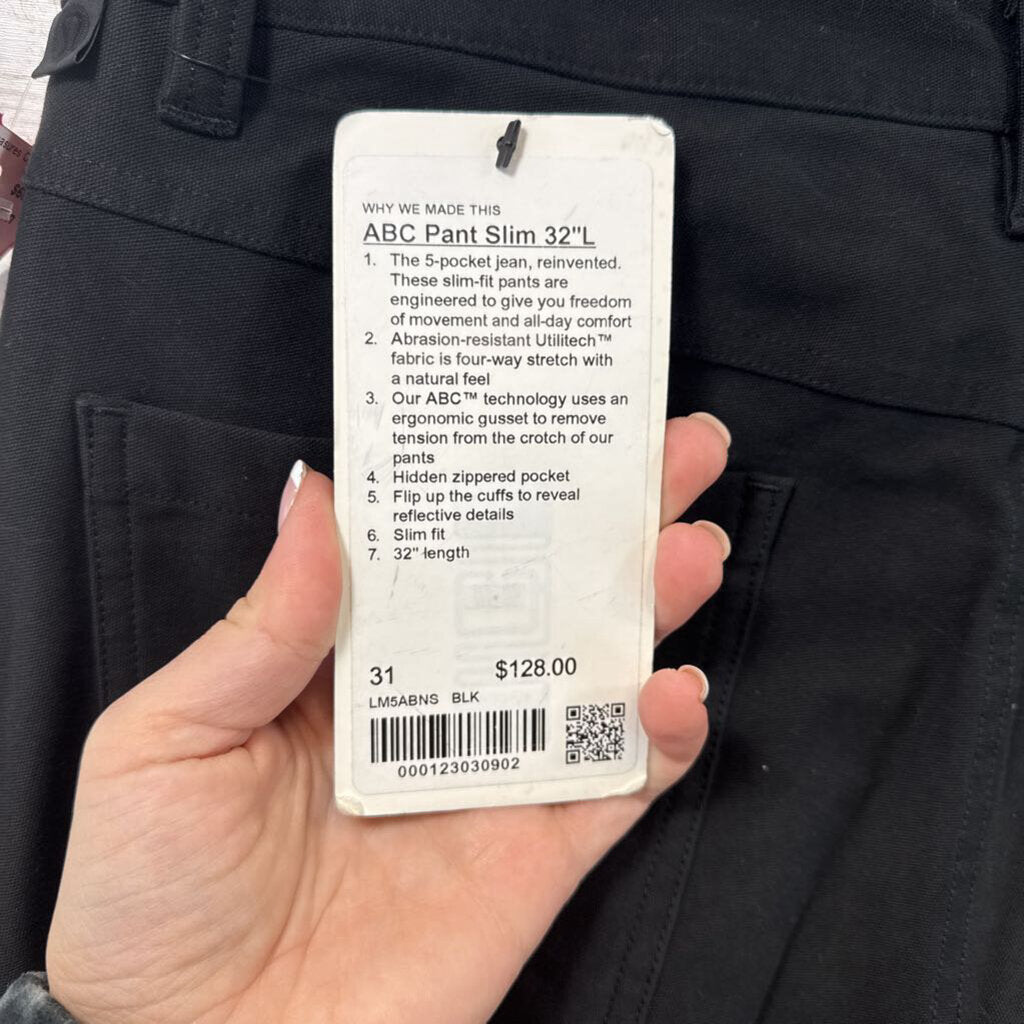 WHY WE MADE THIS
ABC Pant Slim 32"L
1. The 5-pocket jean, reinvented.
These slim-fit pants are
engineered to give you freedom
of movement and all-day comfort
2. Abrasion-resistant Utilitech™
fabric is four-way stretch with
a natural feel
3. Our ABC™ technology uses an
ergonomic gusset to remove
tension from the crotch of our
pants
4. Hidden zippered pocket
5. Flip up the cuffs to reveal
reflective details
6. Slim fit
7. 32" length
31 $128.00
LM5ABNS BLK
000123030902